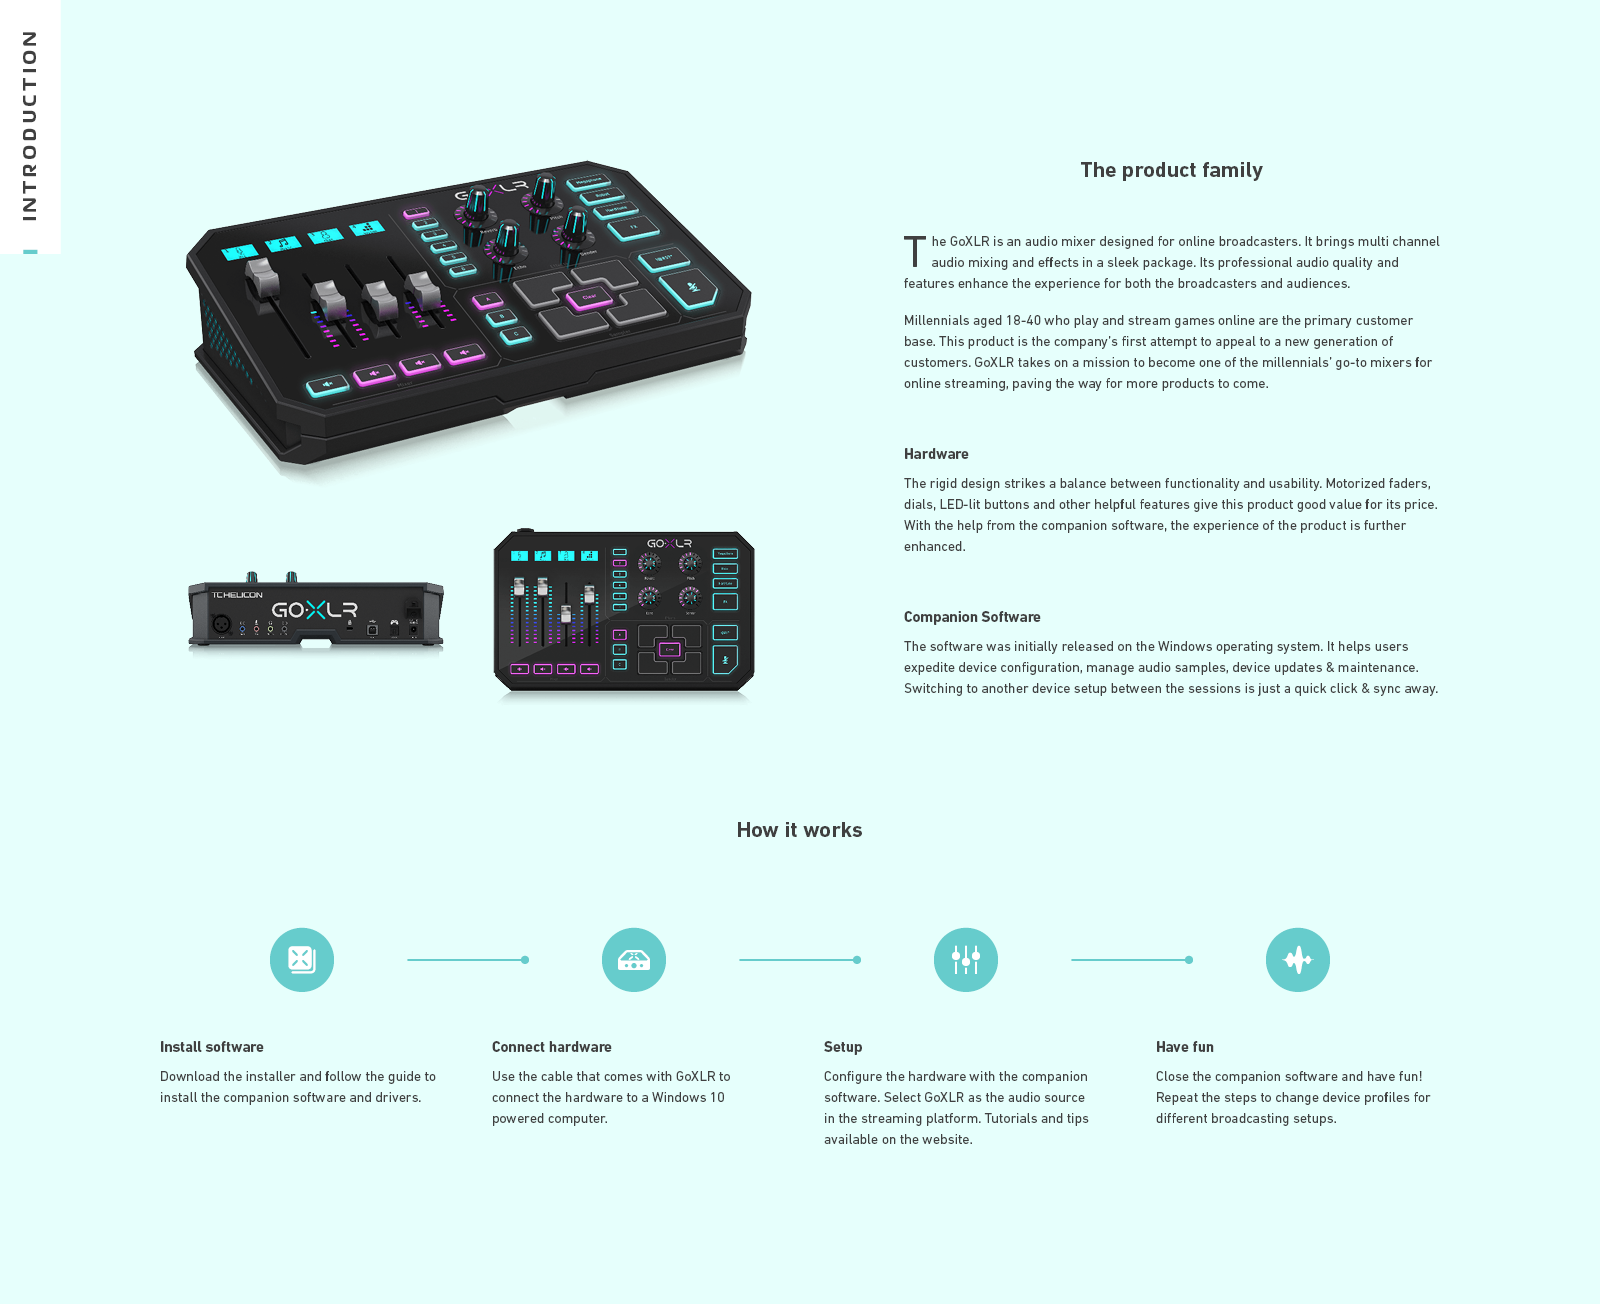 INTRODUCTION
GOXLR
Megaphone
Robot
Hardtune
FX
Reverb
Pitch
Echo
Gender
A
B
C
Clear
The product family
The GoXLR is an audio mixer designed for online broadcasters. It brings multi channel
audio mixing and effects in a sleek package. Its professional audio quality and
features enhance the experience for both the broadcasters and audiences.
Millennials aged 18-40 who play and stream games online are the primary customer
base. This product is the company's first attempt to appeal to a new generation of
customers. GoXLR takes on a mission to become one of the millennials' go-to mixers for
online streaming, paving the way for more products to come.
Hardware
The rigid design strikes a balance between functionality and usability. Motorized faders,
dials, LED-lit buttons and other helpful features give this product good value for its price.
With the help from the companion software, the experience of the product is further
enhanced.
TC HELICON
GOXLR
GOXLR
Companion Software
The software was initially released on the Windows operating system. It helps users
expedite device configuration, manage audio samples, device updates & maintenance.
Switching to another device setup between the sessions is just a quick click & sync away.
How it works
Install software
Download the installer and follow the guide to
install the companion software and drivers.
Connect hardware
Use the cable that comes with GoXLR to
connect the hardware to a Windows 10
powered computer.
Setup
Configure the hardware with the companion
software. Select GoXLR as the audio source
in the streaming platform. Tutorials and tips
available on the website.
Have fun
Close the companion software and have fun!
Repeat the steps to change device profiles for
different broadcasting setups.